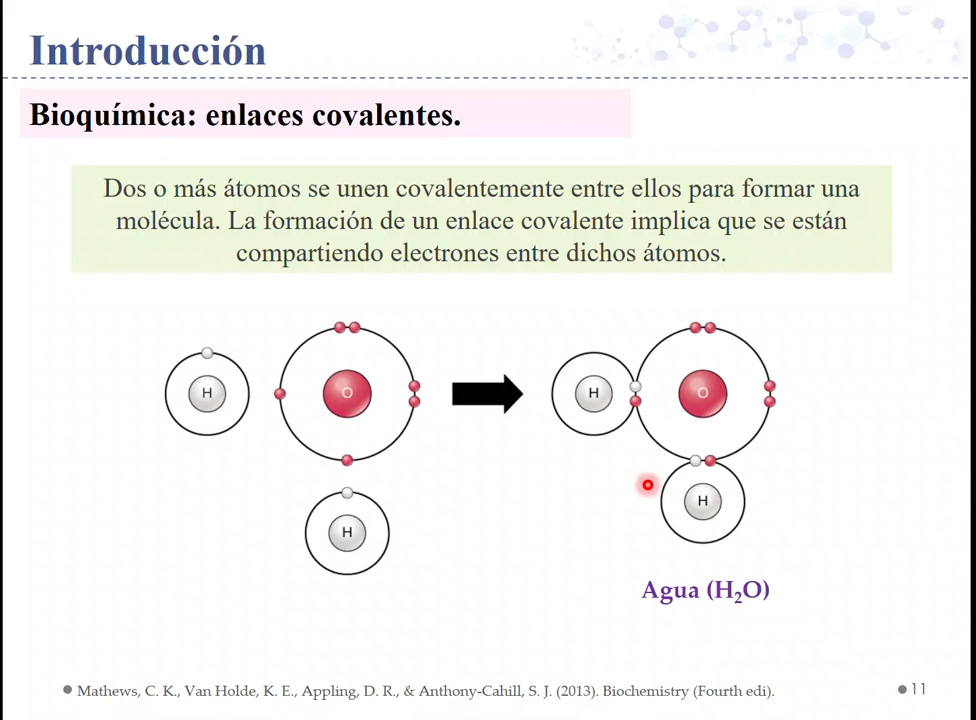 Introducción
Bioquímica: enlaces covalentes.
Dos o más átomos se unen covalentemente entre ellos para formar una
molécula. La formación de un enlace covalente implica que se están
compartiendo electrones entre dichos átomos.
H
O
H
H
O
H
Agua (H₂O)
Mathews, C. K., Van Holde, K. E., Appling, D. R., & Anthony-Cahill, S. J. (2013). Biochemistry (Fourth edi).
11